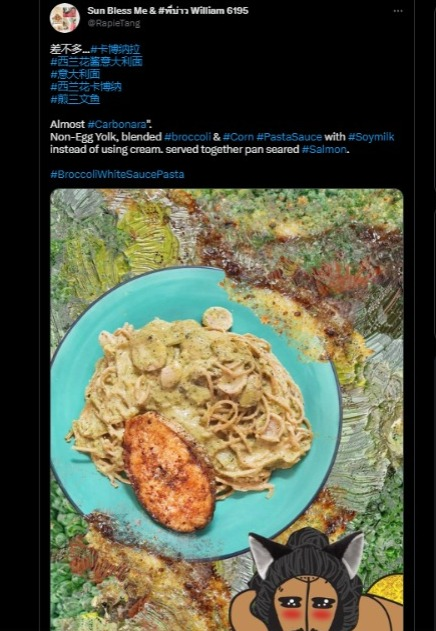 Sun Bless Me & #พี่บ่าว William 6195
@RapieTang
差不多...#卡博纳拉
#西兰花酱意大利面
#意大利面
#西兰花卡博纳
#煎三文鱼
Almost #Carbonara".
Non-Egg Yolk, blended #broccoli & #Corn #PastaSauce with #Soymilk
instead of using cream. served together pan seared #Salmon.
#BroccoliWhiteSaucePasta